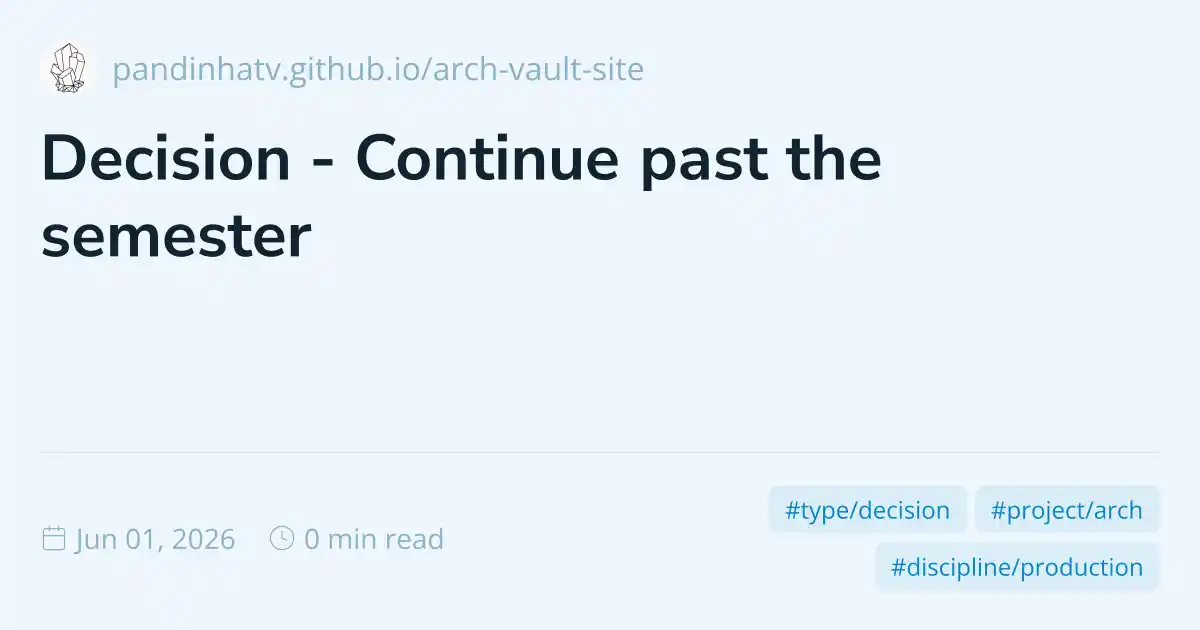 pandinhatv.github.io/arch-vault-site
Decision - Continue past the
semester
Jun 01, 2026
0 min read
#type/decision
#project/arch
#discipline/production